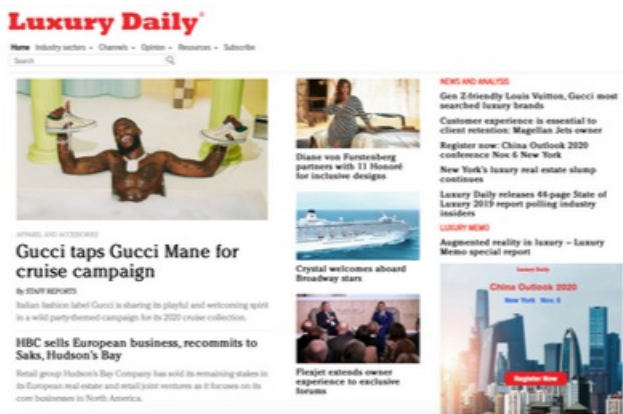 Luxury Daily
Home Industry sectors Channels Opinion Resources Subscribe
Search
APPAREL AND ACCESSORIES
Gucci taps Gucci Mane for
cruise campaign
By STAFF REPORTS
Italian fashion label Gucci is sharing its playful and welcoming spirit
in a wild party-themed campaign for its 2020 cruise collection.
HBC sells European business, recommits to
Saks, Hudson's Bay
Retail group Hudson's Bay Company has sold its remaining stakes in
its European real estate and retail joint ventures as it focuses on its
core businesses in North America.
Diane von Furstenberg
partners with 11 Honoré
for inclusive designs
Crystal welcomes aboard
Broadway stars
Flexjet extends owner
experience to exclusive
forums
NEWS AND ANALYSIS
Gen Z-friendly Louis Vuitton, Gucci most
searched luxury brands
Customer experience is essential to
client retention: Magellan Jets owner
Register now: China Outlook 2020
conference Nov. 6 New York
New York's luxury real estate slump
continues
Luxury Daily releases 44-page State of
Luxury 2019 report polling industry
insiders
LUXURY MEMO
Augmented reality in luxury – Luxury
Memo special report
Luxury Daily
China Outlook 2020
New York Nov. 6
Register Now